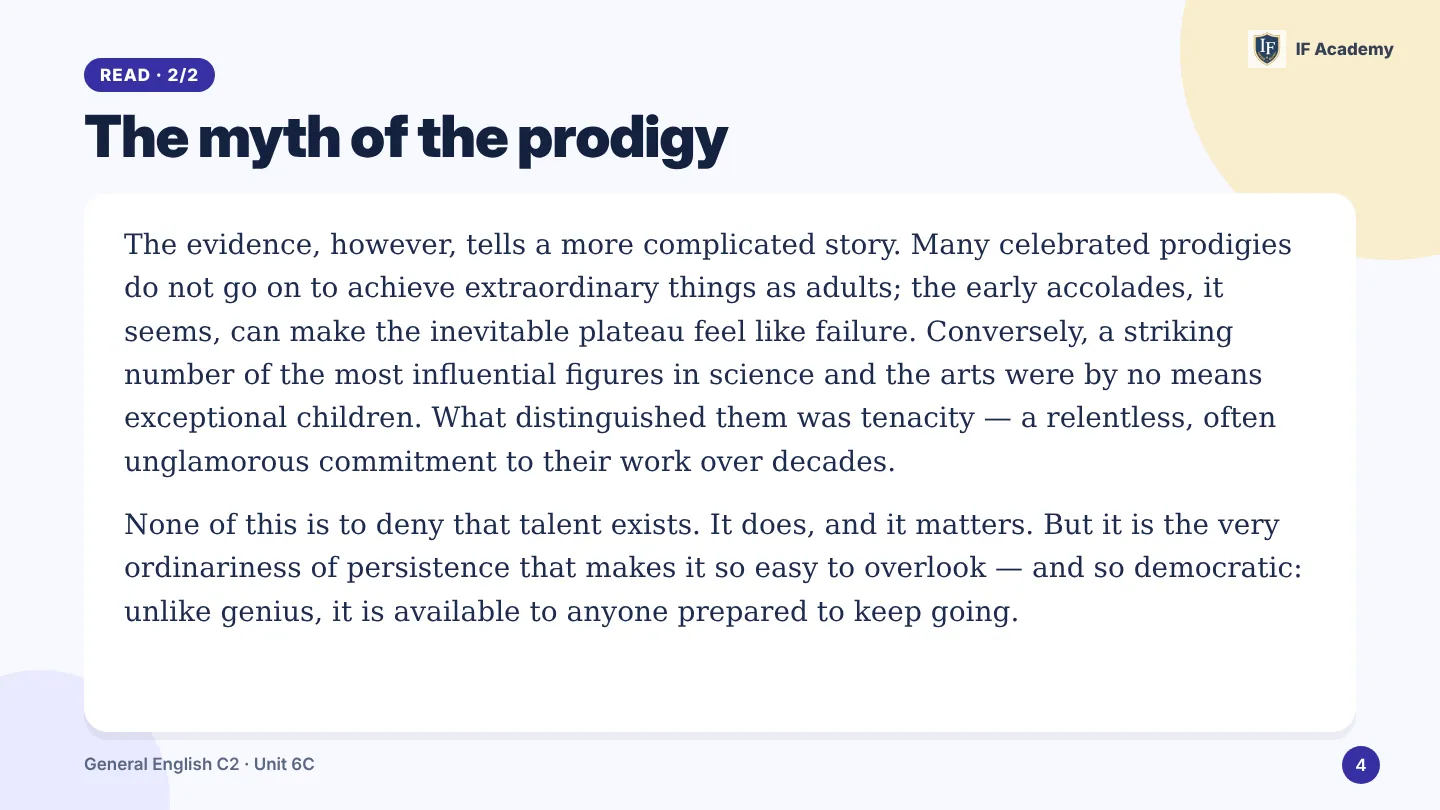 IF Academy
READ · 2/2
The myth of the prodigy
The evidence, however, tells a more complicated story. Many celebrated prodigies
do not go on to achieve extraordinary things as adults; the early accolades, it
seems, can make the inevitable plateau feel like failure. Conversely, a striking
number of the most influential figures in science and the arts were by no means
exceptional children. What distinguished them was tenacity — a relentless, often
unglamorous commitment to their work over decades.
None of this is to deny that talent exists. It does, and it matters. But it is the very
ordinariness of persistence that makes it so easy to overlook — and so democratic:
unlike genius, it is available to anyone prepared to keep going.
General English C2 · Unit 6C
4